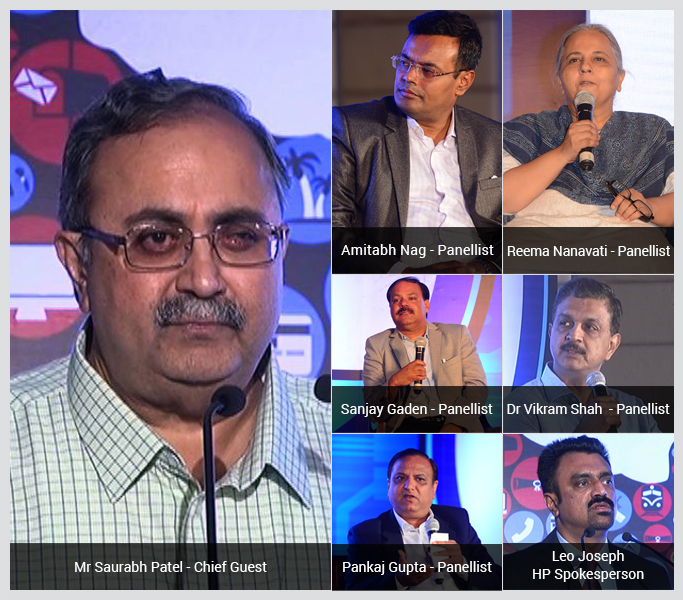 Amitabh Nag - Panellist
Reema Nanavati - Panellist
Sanjay Gaden - Panellist
Dr Vikram Shah - Panellist
Mr Saurabh Patel - Chief Guest
Pankaj Gupta - Panellist
Leo Joseph
HP Spokesperson